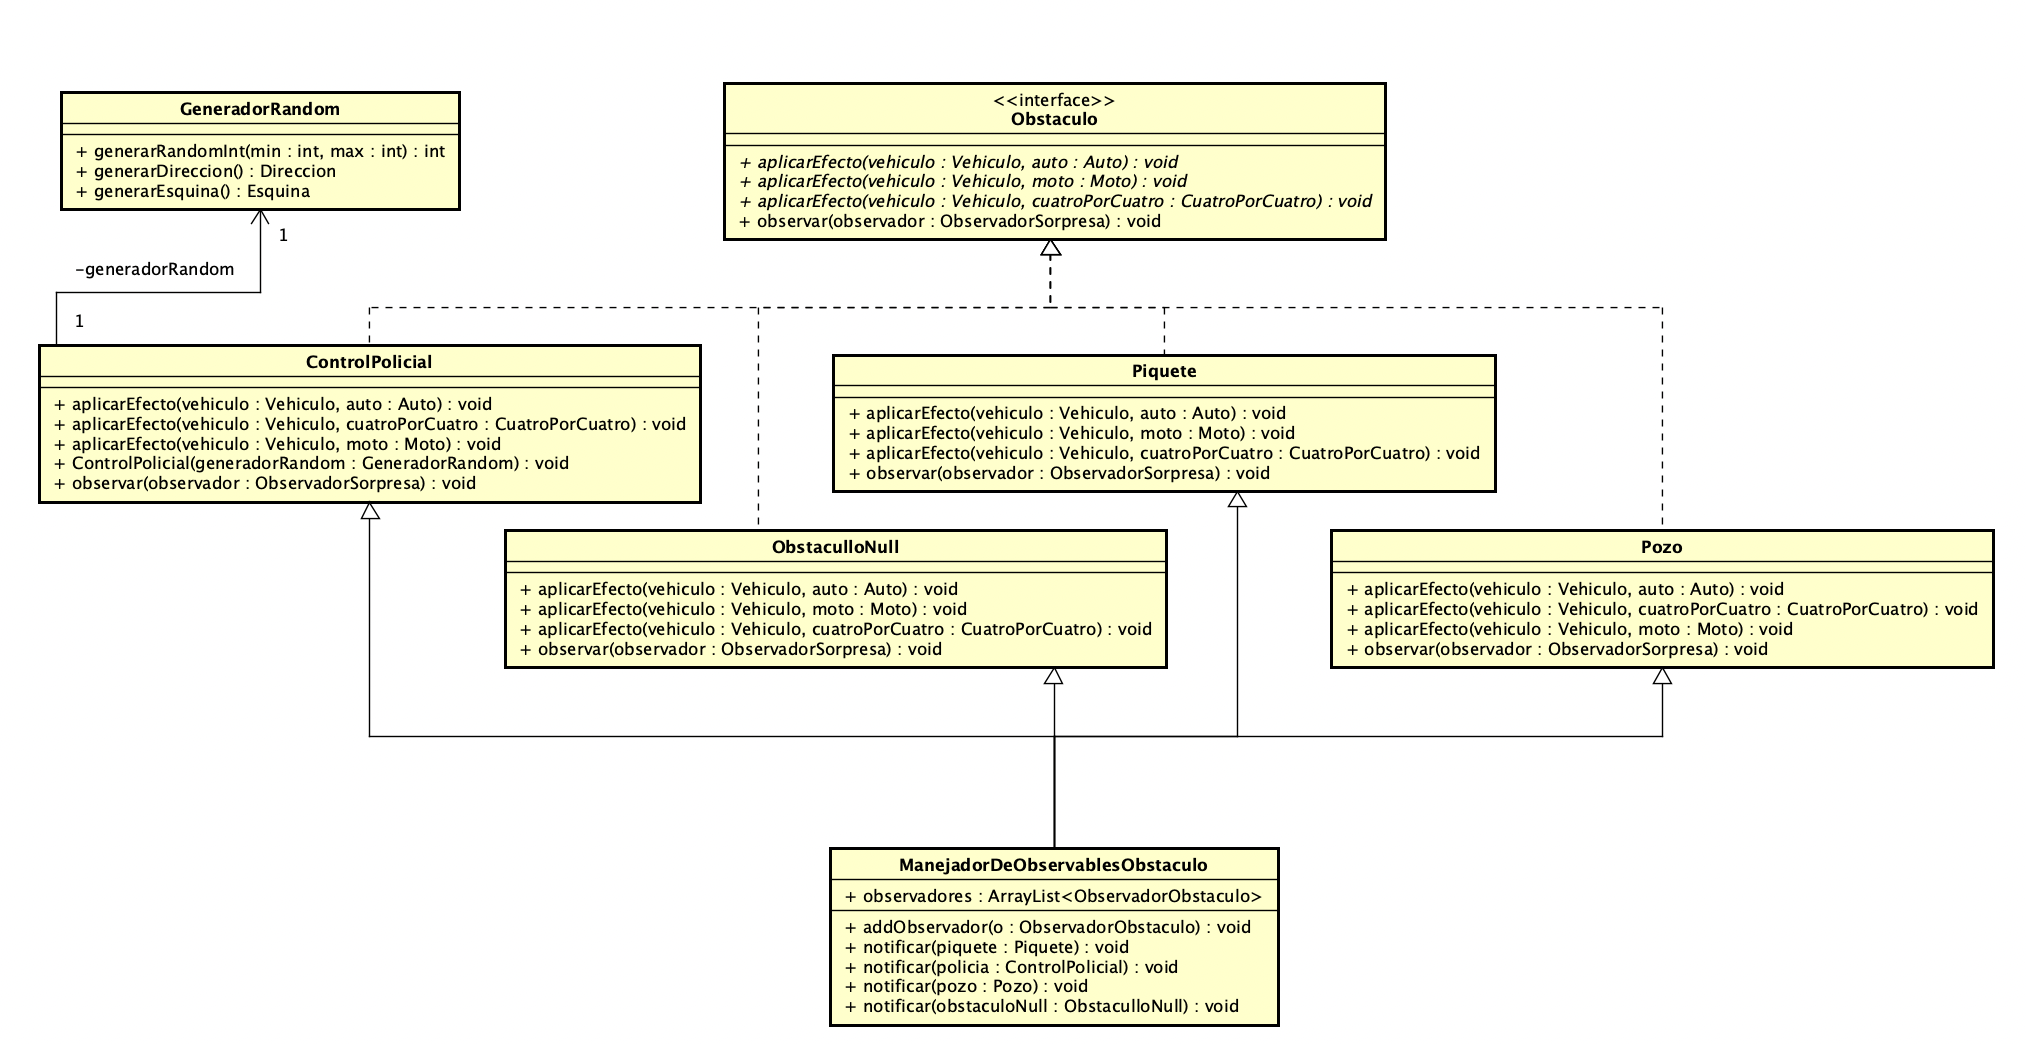 GeneradorRandom
+ generarRandomInt(min : int, max : int) : int
+ generarDireccion() : Direccion
+ generarEsquina() : Esquina
<<interface>>
Obstaculo
+ aplicarEfecto(vehiculo : Vehiculo, auto : Auto) : void
+ aplicarEfecto(vehiculo : Vehiculo, moto : Moto) : void
+ aplicarEfecto(vehiculo : Vehiculo, cuatroPorCuatro : CuatroPorCuatro) : void
+ observar(observador : ObservadorSorpresa) : void
1
-generadorRandom
1
ControlPolicial
+ aplicarEfecto(vehiculo : Vehiculo, auto : Auto) : void
+ aplicarEfecto(vehiculo : Vehiculo, cuatroPorCuatro : CuatroPorCuatro) : void
+ aplicarEfecto(vehiculo : Vehiculo, moto : Moto) : void
+ ControlPolicial(generadorRandom : GeneradorRandom) : void
+ observar(observador : ObservadorSorpresa) : void
Piquete
+ aplicarEfecto(vehiculo : Vehiculo, auto : Auto) : void
+ aplicarEfecto(vehiculo : Vehiculo, moto : Moto) : void
+ aplicarEfecto(vehiculo : Vehiculo, cuatroPorCuatro : CuatroPorCuatro) : void
+ observar(observador : ObservadorSorpresa) : void
ObstaculloNull
+ aplicarEfecto(vehiculo : Vehiculo, auto : Auto) : void
+ aplicarEfecto(vehiculo : Vehiculo, moto : Moto) : void
+ aplicarEfecto(vehiculo : Vehiculo, cuatroPorCuatro : CuatroPorCuatro) : void
+ observar(observador : ObservadorSorpresa) : void
Pozo
+ aplicarEfecto(vehiculo : Vehiculo, auto : Auto) : void
+ aplicarEfecto(vehiculo : Vehiculo, cuatroPorCuatro : CuatroPorCuatro) : void
+ aplicarEfecto(vehiculo : Vehiculo, moto : Moto) : void
+ observar(observador : ObservadorSorpresa) : void
ManejadorDeObservablesObstaculo
+ observadores : ArrayList<ObservadorObstaculo>
+ addObservador(o : ObservadorObstaculo) : void
+ notificar(piquete : Piquete) : void
+ notificar(policia : ControlPolicial) : void
+ notificar(pozo : Pozo) : void
+ notificar(obstaculoNull : ObstaculloNull) : void